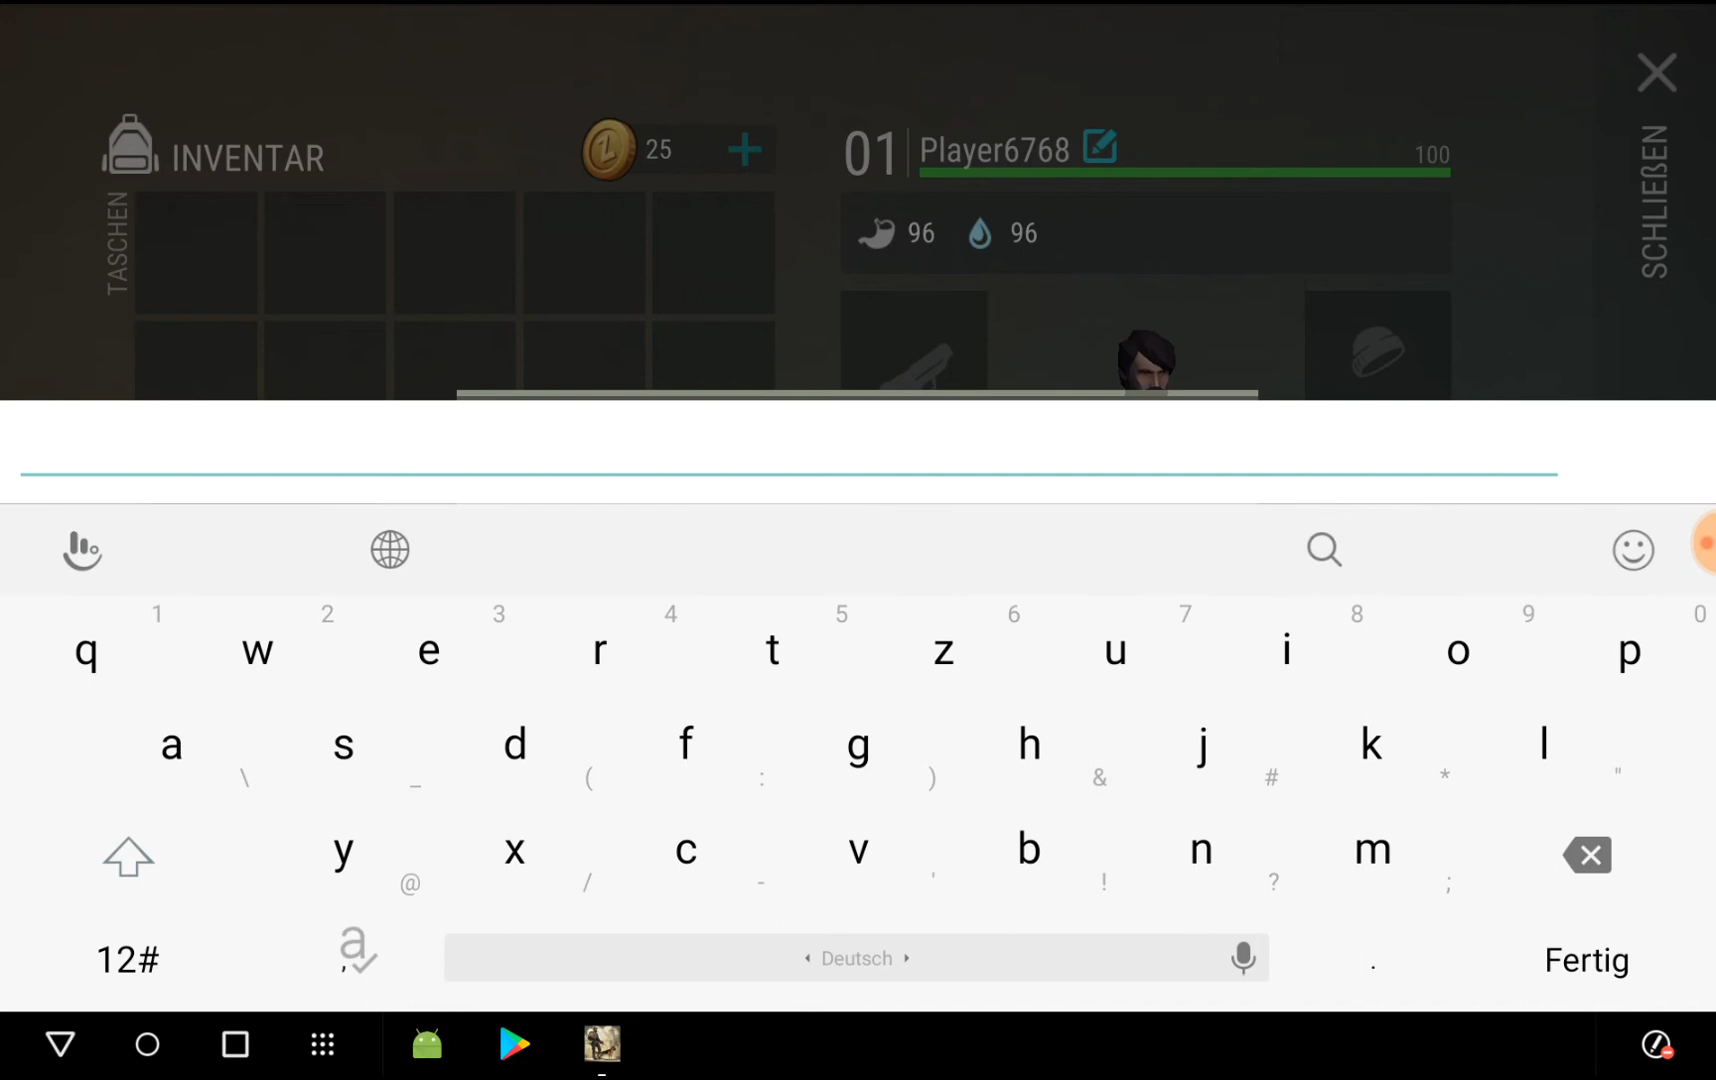 INVENTAR
25
01
Player6768
100
TASCHEN
96
96
SCHLIEßEN
1 2 3 4 5 6 7 8 9 0
q w e r t z u i o p
a s d f g h j k l
\ _ ( : ) & # * "
y x c v b n m
@ / - ' ! ? ;
12# , a Deutsch . Fertig